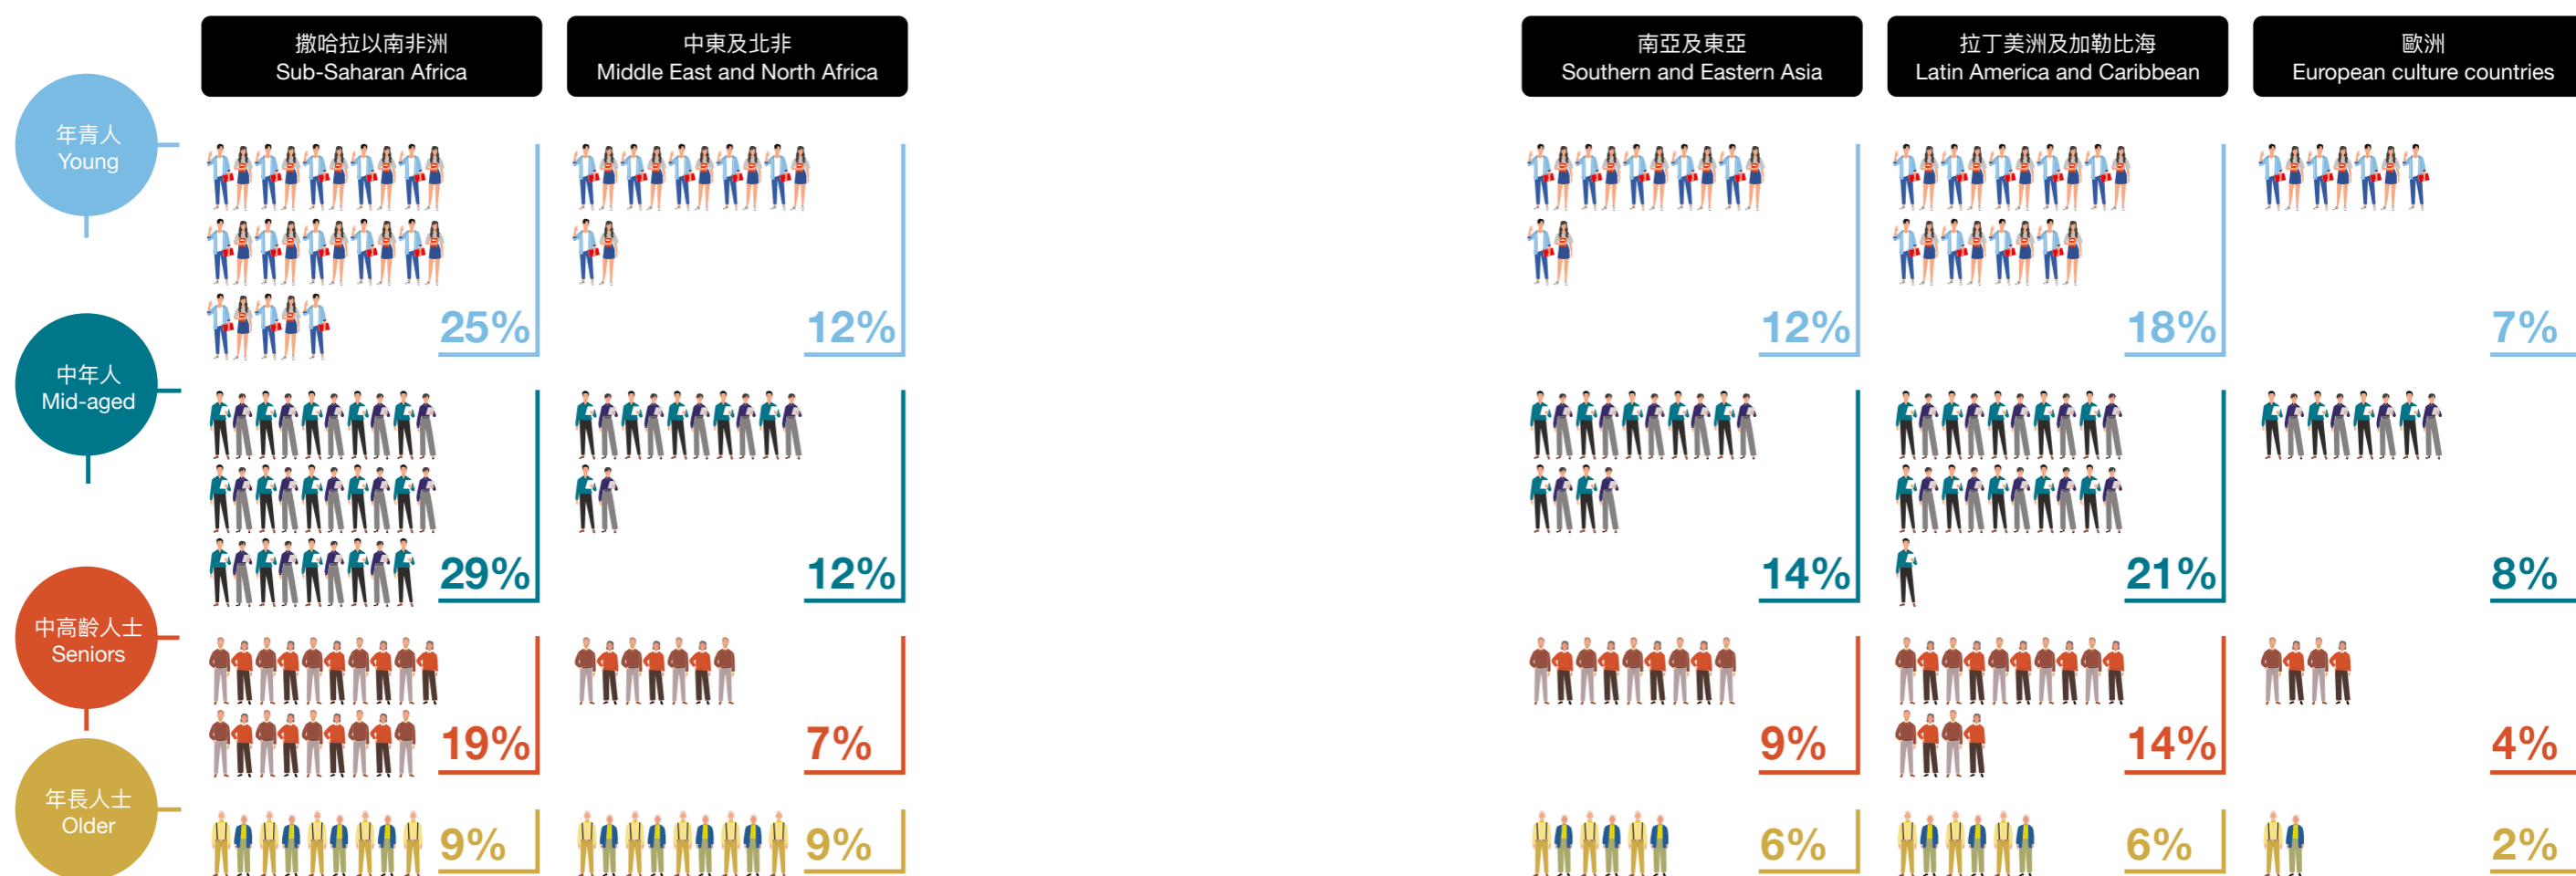 撒哈拉以南非洲
Sub-Saharan Africa
中東及北非
Middle East and North Africa
南亞及東亞
Southern and Eastern Asia
拉丁美洲及加勒比海
Latin America and Caribbean
歐洲
European culture countries
年青人
Young
25%
12%
12%
18%
7%
中年人
Mid-aged
29%
12%
14%
21%
8%
中高齡人士
Seniors
19%
7%
9%
14%
4%
年長人士
Older
9%
9%
6%
6%
2%